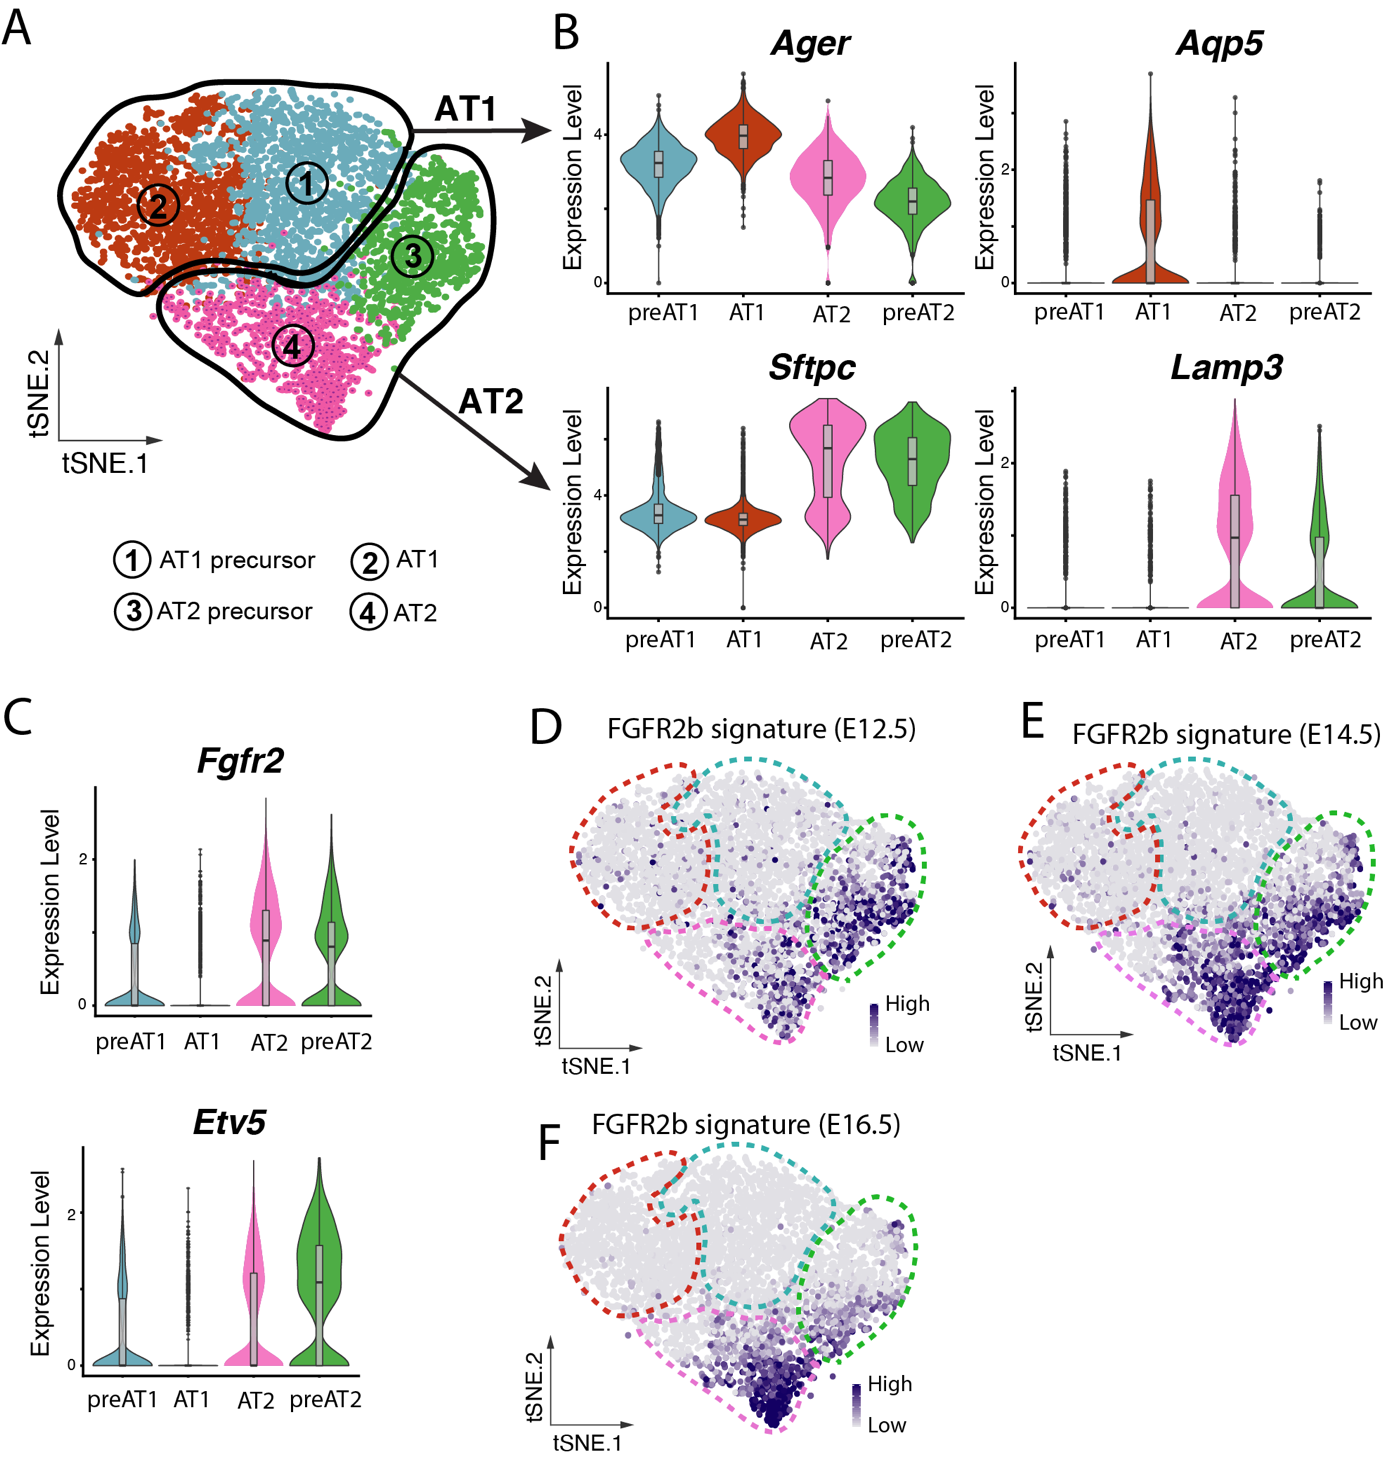 A
AT1
1
2
3
4
AT2
tSNE.2
tSNE.1
1 AT1 precursor
2 AT1
3 AT2 precursor
4 AT2
B
Ager
Expression Level
4
0
preAT1 AT1 AT2 preAT2
Aqp5
Expression Level
2
0
preAT1 AT1 AT2 preAT2
Sftpc
Expression Level
4
0
preAT1 AT1 AT2 preAT2
Lamp3
Expression Level
2
0
preAT1 AT1 AT2 preAT2
C
Fgfr2
Expression Level
2
0
preAT1 AT1 AT2 preAT2
Etv5
Expression Level
2
0
preAT1 AT1 AT2 preAT2
D
FGFR2b signature (E12.5)
tSNE.2
tSNE.1
High
Low
E
FGFR2b signature (E14.5)
tSNE.2
tSNE.1
High
Low
F
FGFR2b signature (E16.5)
tSNE.2
tSNE.1
High
Low